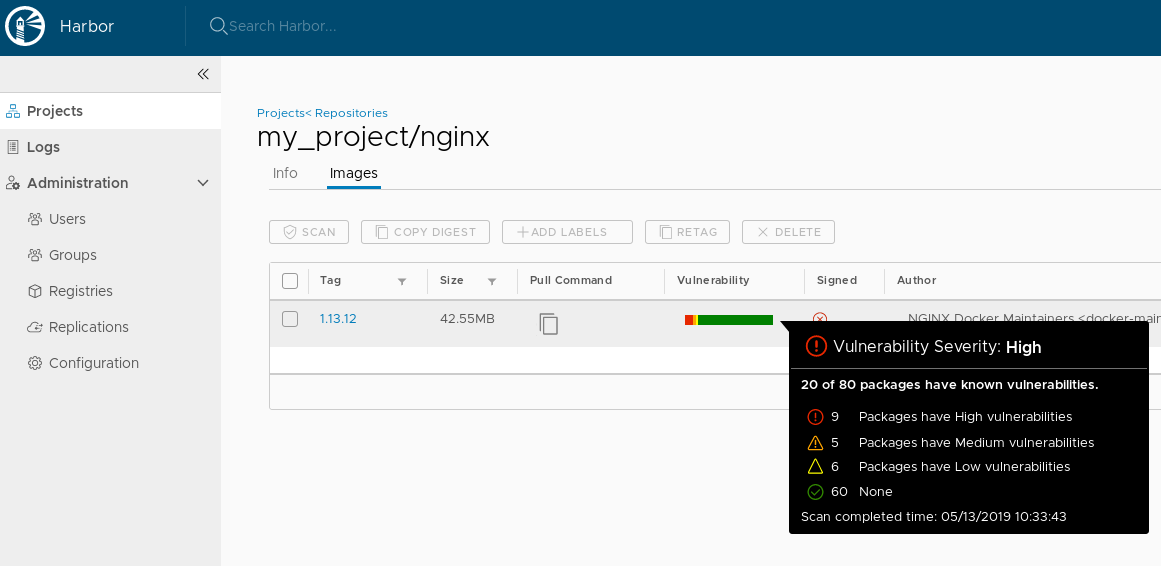 Harbor
Search Harbor...
Projects
Logs
Administration
Users
Groups
Registries
Replications
Configuration
Projects< Repositories
my_project/nginx
Info Images
SCAN COPY DIGEST ADD LABELS RETAG DELETE
Tag Size Pull Command Vulnerability Signed Author
1.13.12 42.55MB NGINX Docker Maintainers <docker-main
Vulnerability Severity: High
20 of 80 packages have known vulnerabilities.
9 Packages have High vulnerabilities
5 Packages have Medium vulnerabilities
6 Packages have Low vulnerabilities
60 None
Scan completed time: 05/13/2019 10:33:43